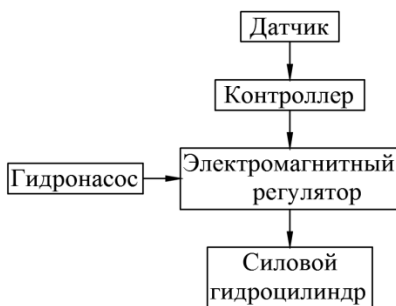 Датчик
Контроллер
Гидронасос
Электромагнитный
регулятор
Силовой
гидроцилиндр